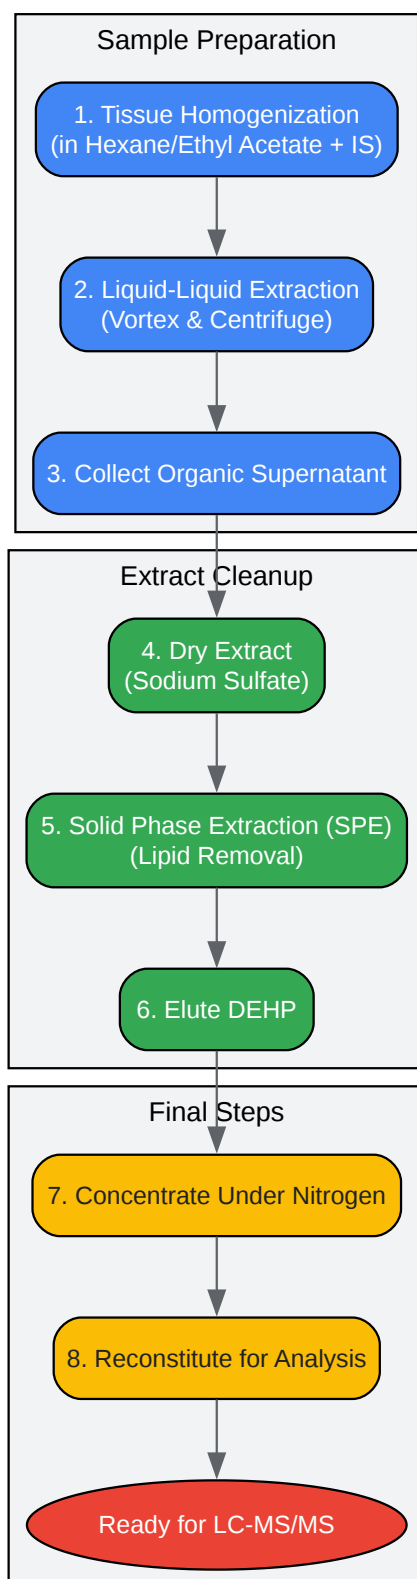 Sample Preparation
1. Tissue Homogenization
(in Hexane/Ethyl Acetate + IS)
2. Liquid-Liquid Extraction
(Vortex & Centrifuge)
3. Collect Organic Supernatant
Extract Cleanup
4. Dry Extract
(Sodium Sulfate)
5. Solid Phase Extraction (SPE)
(Lipid Removal)
6. Elute DEHP
Final Steps
7. Concentrate Under Nitrogen
8. Reconstitute for Analysis
Ready for LC-MS/MS